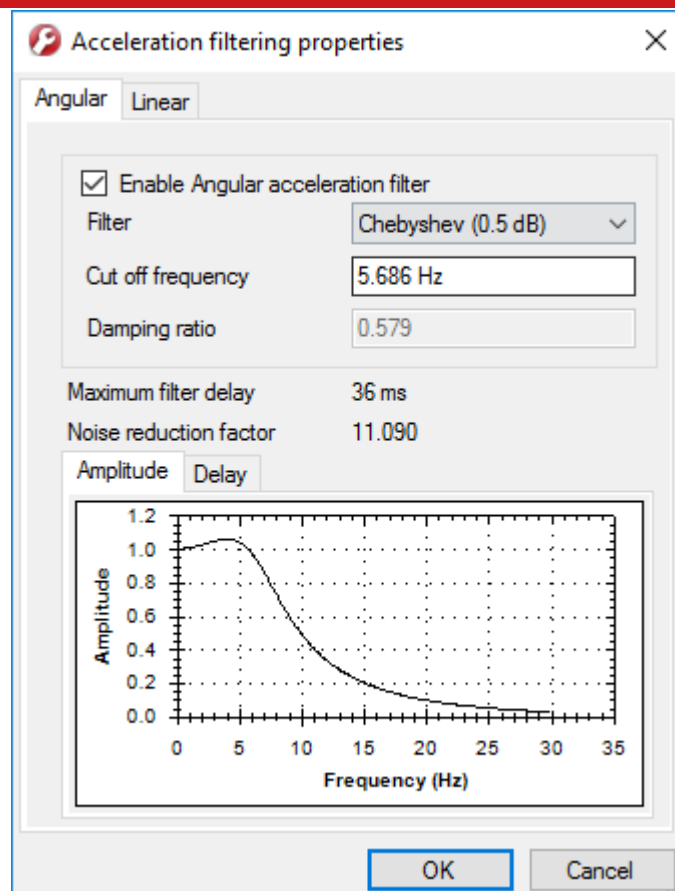 Acceleration filtering properties
Angular Linear
Enable Angular acceleration filter
Filter Chebyshev (0.5 dB)
Cut off frequency 5.686 Hz
Damping ratio 0.579
Maximum filter delay 36 ms
Noise reduction factor 11.090
Amplitude Delay
1.2
1.0
0.8
0.6
0.4
0.2
0.0
Amplitude
0 5 10 15 20 25 30 35
Frequency (Hz)
OK Cancel